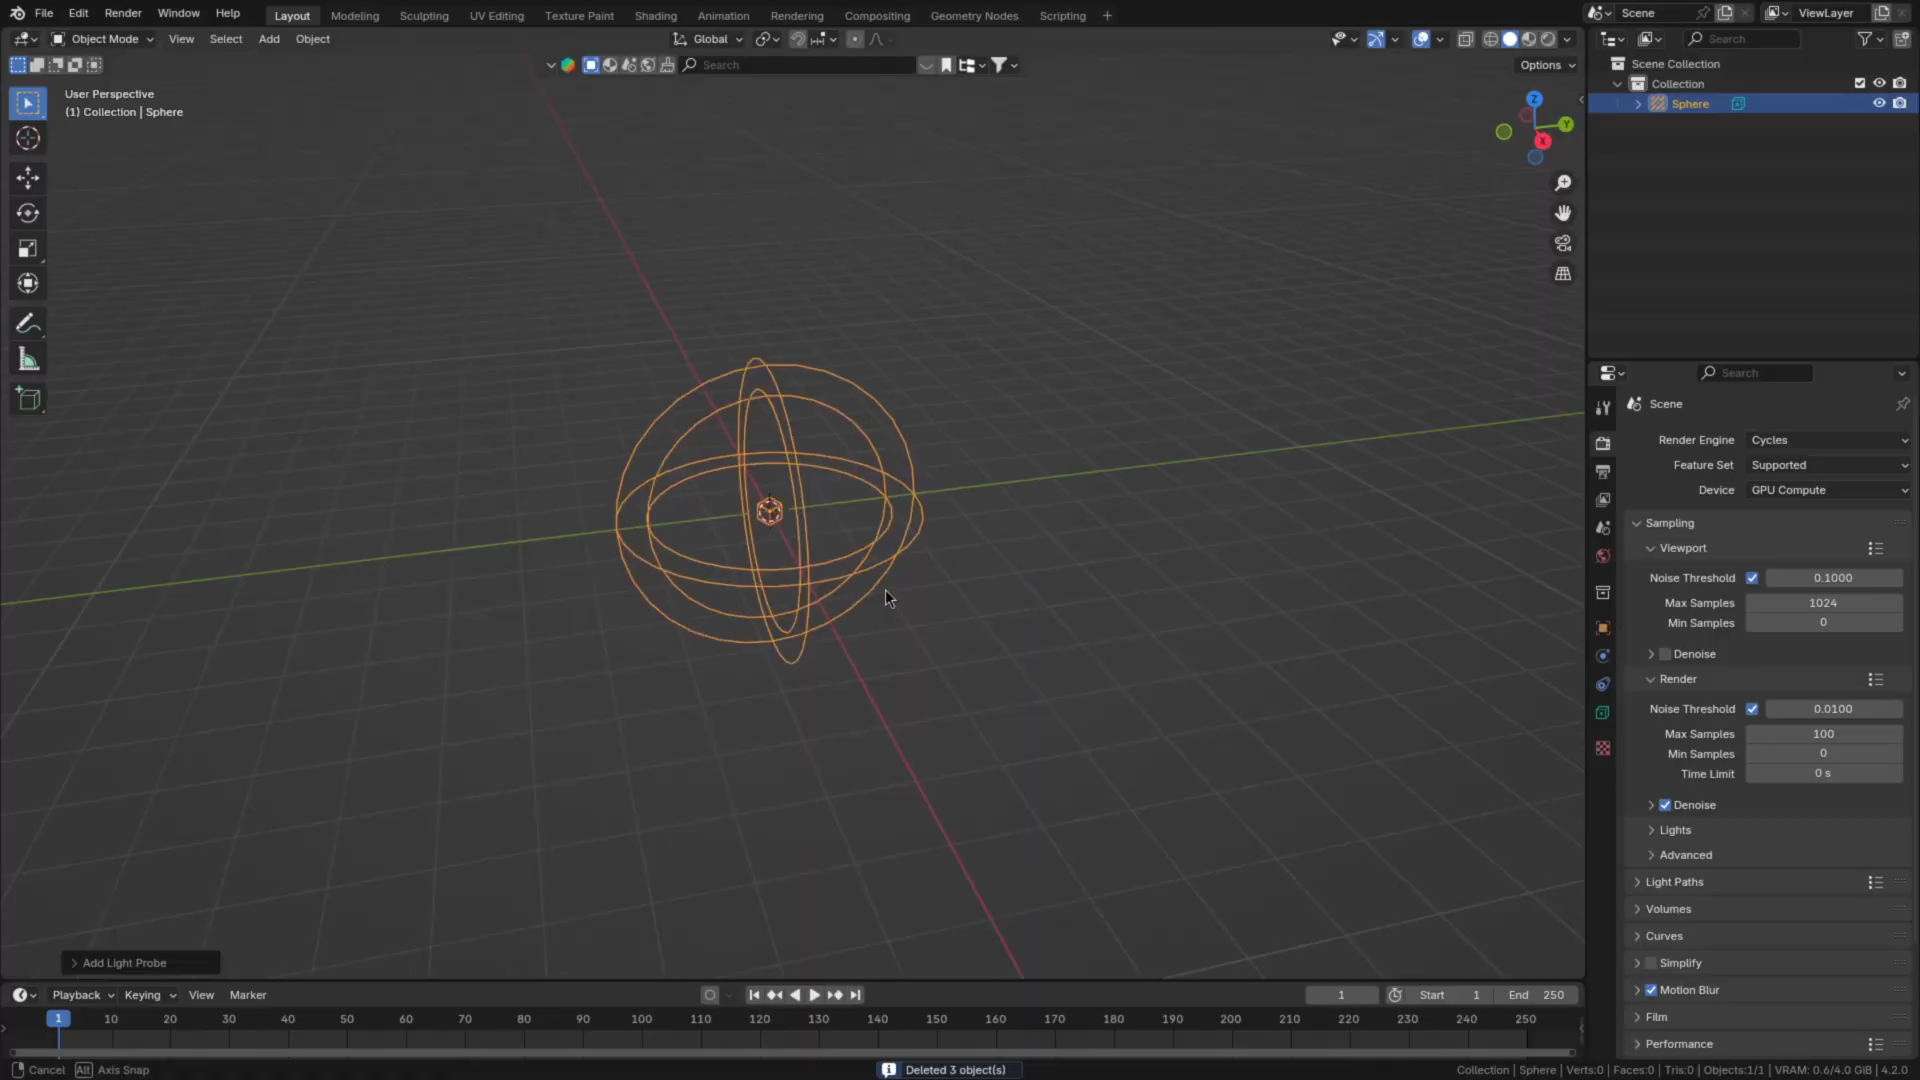 File Edit Render Window Help Layout Modeling Sculpting UV Editing Texture Paint Shading Animation Rendering Compositing Geometry Nodes Scripting + Scene ViewLayer
Object Mode View Select Add Object Global Search
Search Options
User Perspective
(1) Collection | Sphere
Z
Y
X
Scene Collection
Collection
Sphere
Search
Scene
Render Engine Cycles
Feature Set Supported
Device GPU Compute
Sampling
Viewport
Noise Threshold 0.1000
Max Samples 1024
Min Samples 0
Denoise
Render
Noise Threshold 0.0100
Max Samples 100
Min Samples 0
Time Limit 0 s
Denoise
Lights
Advanced
Light Paths
Volumes
Curves
Simplify
Motion Blur
Film
Performance
Add Light Probe
Playback Keying View Marker 1 Start 1 End 250
1 10 20 30 40 50 60 70 80 90 100 110 120 130 140 150 160 170 180 190 200 210 220 230 240 250
Cancel Alt Axis Snap Deleted 3 object(s) Collection | Sphere | Verts:0 | Faces:0 | Tris:0 | Objects:1/1 | VRAM: 0.6/4.0 GiB | 4.2.0